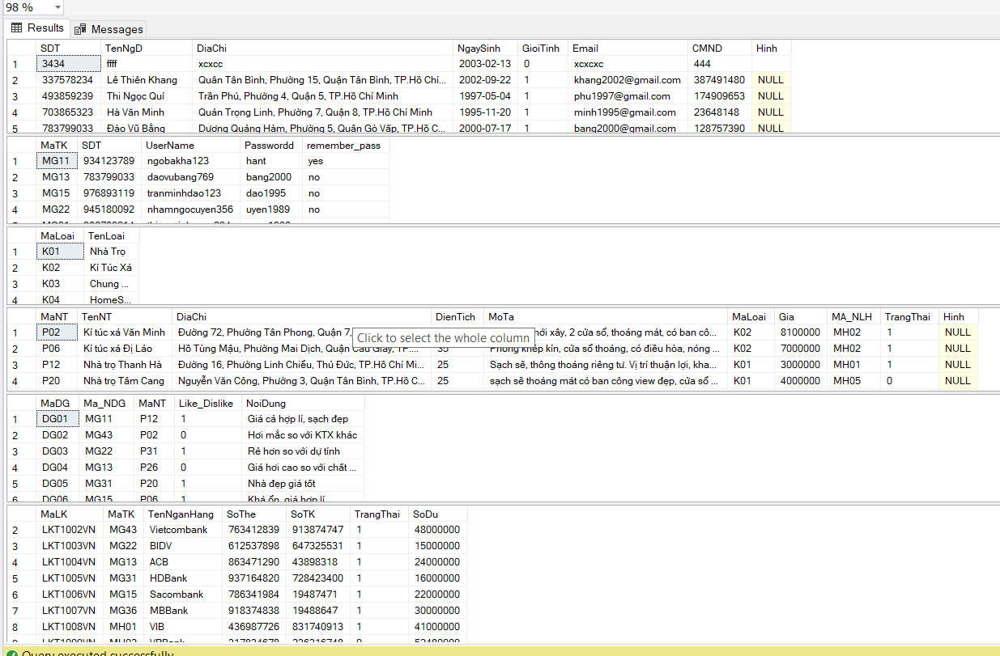 98 %
Results Messages
SDT TenNgD DiaChi NgaySinh GioiTinh Email CMND Hinh
1 3434 ffff xcxcc 2003-02-13 0 xcxcxc 444
2 337578234 Lê Thiên Khang Quân Tân Bình, Phường 15, Quận Tân Bình, TP.Hồ Chí... 2002-09-22 1 khang2002@gmail.com 387491480 NULL
3 493859239 Thi Ngọc Quí Trần Phú, Phường 4, Quận 5, TP.Hồ Chí Minh 1997-05-04 1 phu1997@gmail.com 174909653 NULL
4 703865323 Hà Văn Minh Quản Trọng Linh, Phường 7, Quận 8, TP.Hồ Chí Minh 1995-11-20 1 minh1995@gmail.com 23648148 NULL
5 783799033 Đào Vũ Bằng Dương Quảng Hàm, Phường 5, Quận Gò Vấp, TP.Hồ C... 2000-07-17 1 bang2000@gmail.com 128757390 NULL
MaTK SDT UserName Passwordd remember_pass
1 MG11 934123789 ngobakha123 hant yes
2 MG13 783799033 daovubang769 bang2000 no
3 MG15 976893119 tranminhdao123 dao1995 no
4 MG22 945180092 nhamngocuyen356 uyen1989 no
MaLoai TenLoai
1 K01 Nhà Trọ
2 K02 Kí Túc Xá
3 K03 Chung ...
4 K04 HomeS...
MaNT TenNT DiaChi DienTich MoTa MaLoai Gia MA_NLH TrangThai Hinh
1 P02 Kí túc xá Văn Minh Đường 72, Phường Tân Phong, Quận 7, mới xây, 2 cửa sổ, thoáng mát, có ban cô... K02 8100000 MH02 1 NULL
Click to select the whole column
2 P06 Kí túc xá Đị Láo Hồ Tùng Mậu, Phường Mai Dịch, Quận Cầu Giấy, TP.... 35 Phòng khép kín, cửa sổ thoáng, có điều hòa, nóng ... K02 7000000 MH02 1 NULL
3 P12 Nhà trọ Thanh Hà Đường 16, Phường Linh Chiểu, Thủ Đức, TP.Hồ Chí Mi... 25 Sạch sẽ, thông thoáng riêng tư. Vị trí thuận lợi, kha... K01 3000000 MH01 1 NULL
4 P20 Nhà trọ Tâm Cang Nguyễn Văn Công, Phường 3, Quận Tân Bình, TP.Hồ C... 25 sạch sẽ thoáng mát có ban công view đẹp, cửa sổ ... K01 4000000 MH05 0 NULL
MaDG Ma_NDG MaNT Like_Dislike NoiDung
1 DG01 MG11 P12 1 Giá cả hợp lí, sạch đẹp
2 DG02 MG43 P02 0 Hơi mắc so với KTX khác
3 DG03 MG22 P31 1 Rẻ hơn so với dự tính
4 DG04 MG13 P26 0 Giá hơi cao so với chất ...
5 DG05 MG31 P20 1 Nhà đẹp giá tốt
6 DG06 MG15 P06 1 Khá ổn, giá hợp lí
MaLK MaTK TenNganHang SoThe SoTK TrangThai SoDu
2 LKT1002VN MG43 Vietcombank 763412839 913874747 1 48000000
3 LKT1003VN MG22 BIDV 612537898 647325531 1 15000000
4 LKT1004VN MG13 ACB 863471290 43898318 1 24000000
5 LKT1005VN MG31 HDBank 937164820 728423400 1 16000000
6 LKT1006VN MG15 Sacombank 786341984 19487471 1 22000000
7 LKT1007VN MG36 MBBank 918374838 19488647 1 30000000
8 LKT1008VN MH01 VIB 436987726 831740913 1 41000000
Query executed successfully